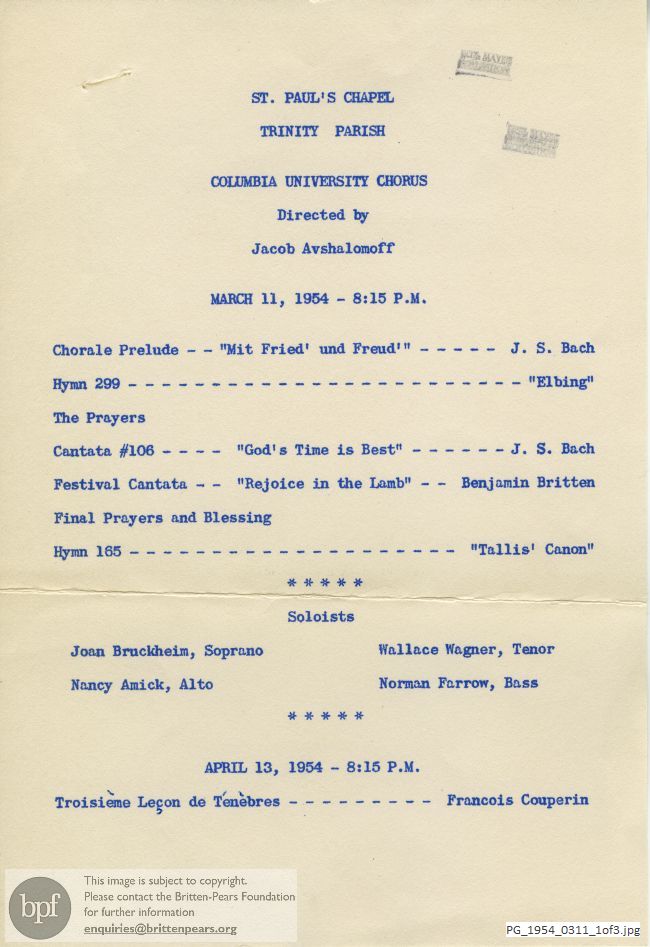 ST. PAUL'S CHAPEL
TRINITY PARISH
COLUMBIA UNIVERSITY CHORUS
Directed by
Jacob Avshalomoff
MARCH 11, 1954 - 8:15 P.M.
Chorale Prelude - - "Mit Fried' und Freud'" - - - - - J. S. Bach
Hymn 299 - - - - - - - - - - - - - - - - - - - - - - - - "Elbing"
The Prayers
Cantata #106 - - - - "God's Time is Best" - - - - - - J. S. Bach
Festival Cantata - - "Rejoice in the Lamb" - - Benjamin Britten
Final Prayers and Blessing
Hymn 165 - - - - - - - - - - - - - - - - - - - - "Tallis' Canon"
* * * * *
Soloists
Joan Bruckheim, Soprano Wallace Wagner, Tenor
Nancy Amick, Alto Norman Farrow, Bass
* * * * *
APRIL 13, 1954 - 8:15 P.M.
Troisième Leçon de Ténèbres - - - - - - - - - Francois Couperin
bpf
This image is subject to copyright.
Please contact the Britten-Pears Foundation
for further information
enquiries@brittenpears.org
PG_1954_0311_1of3.jpg